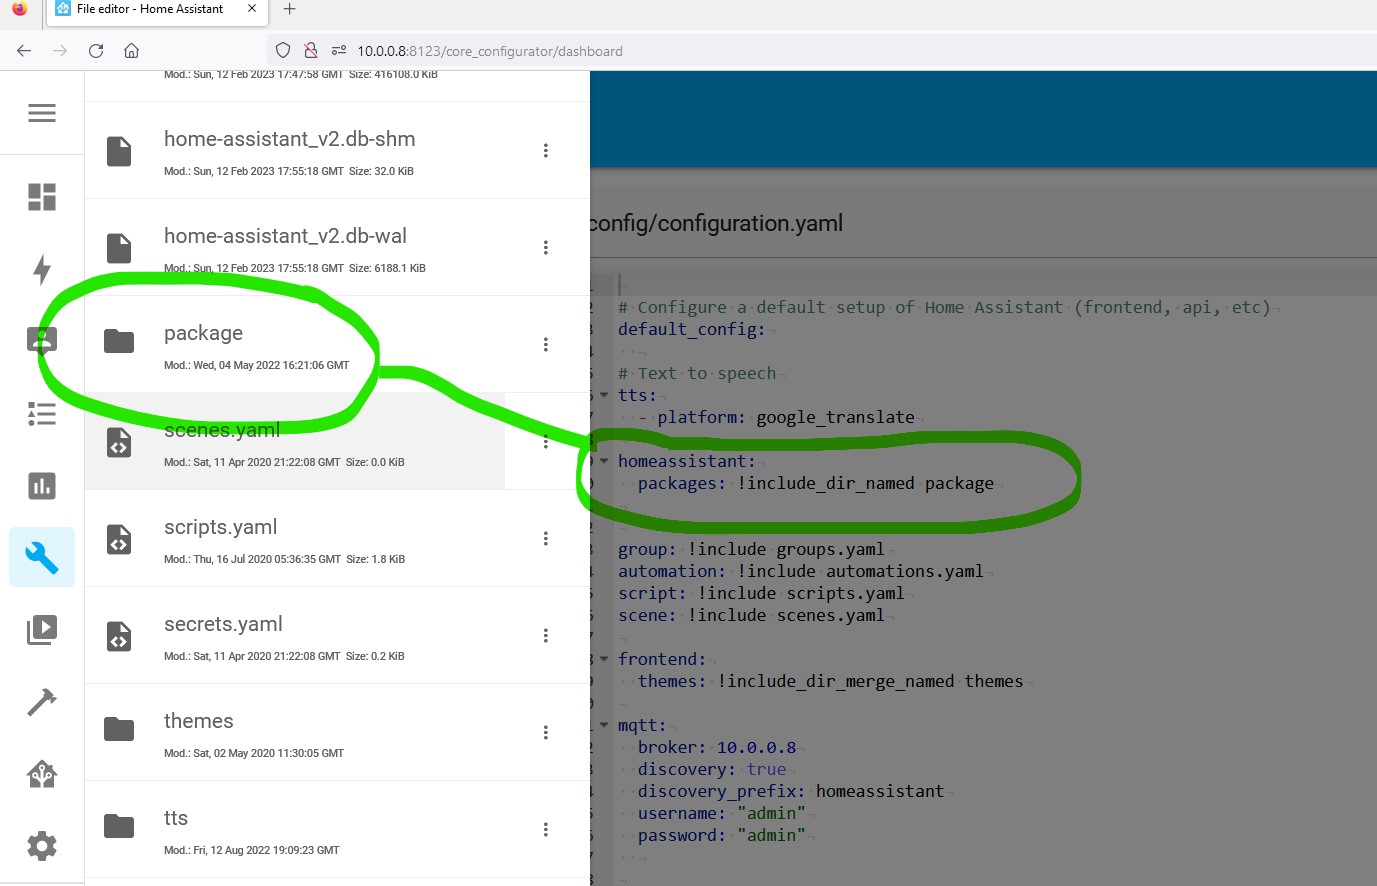 File editor - Home Assistant
10.0.0.8:8123/core_configurator/dashboard
Mod.: Sun, 12 Feb 2023 17:47:58 GMT Size: 416108.0 KiB
home-assistant_v2.db-shm
Mod.: Sun, 12 Feb 2023 17:55:18 GMT Size: 32.0 KiB
home-assistant_v2.db-wal
Mod.: Sun, 12 Feb 2023 17:55:18 GMT Size: 6188.1 KiB
package
Mod.: Wed, 04 May 2022 16:21:06 GMT
scenes.yaml
Mod.: Sat, 11 Apr 2020 21:22:08 GMT Size: 0.0 KiB
scripts.yaml
Mod.: Thu, 16 Jul 2020 05:36:35 GMT Size: 1.8 KiB
secrets.yaml
Mod.: Sat, 11 Apr 2020 21:22:08 GMT Size: 0.2 KiB
themes
Mod.: Sat, 02 May 2020 11:30:05 GMT
tts
Mod.: Fri, 12 Aug 2022 19:09:23 GMT
config/configuration.yaml
# Configure a default setup of Home Assistant (frontend, api, etc)
default_config:
# Text to speech
tts:
- platform: google_translate
homeassistant:
packages: !include_dir_named package
group: !include groups.yaml
automation: !include automations.yaml
script: !include scripts.yaml
scene: !include scenes.yaml
frontend:
themes: !include_dir_merge_named themes
mqtt:
broker: 10.0.0.8
discovery: true
discovery_prefix: homeassistant
username: "admin"
password: "admin"